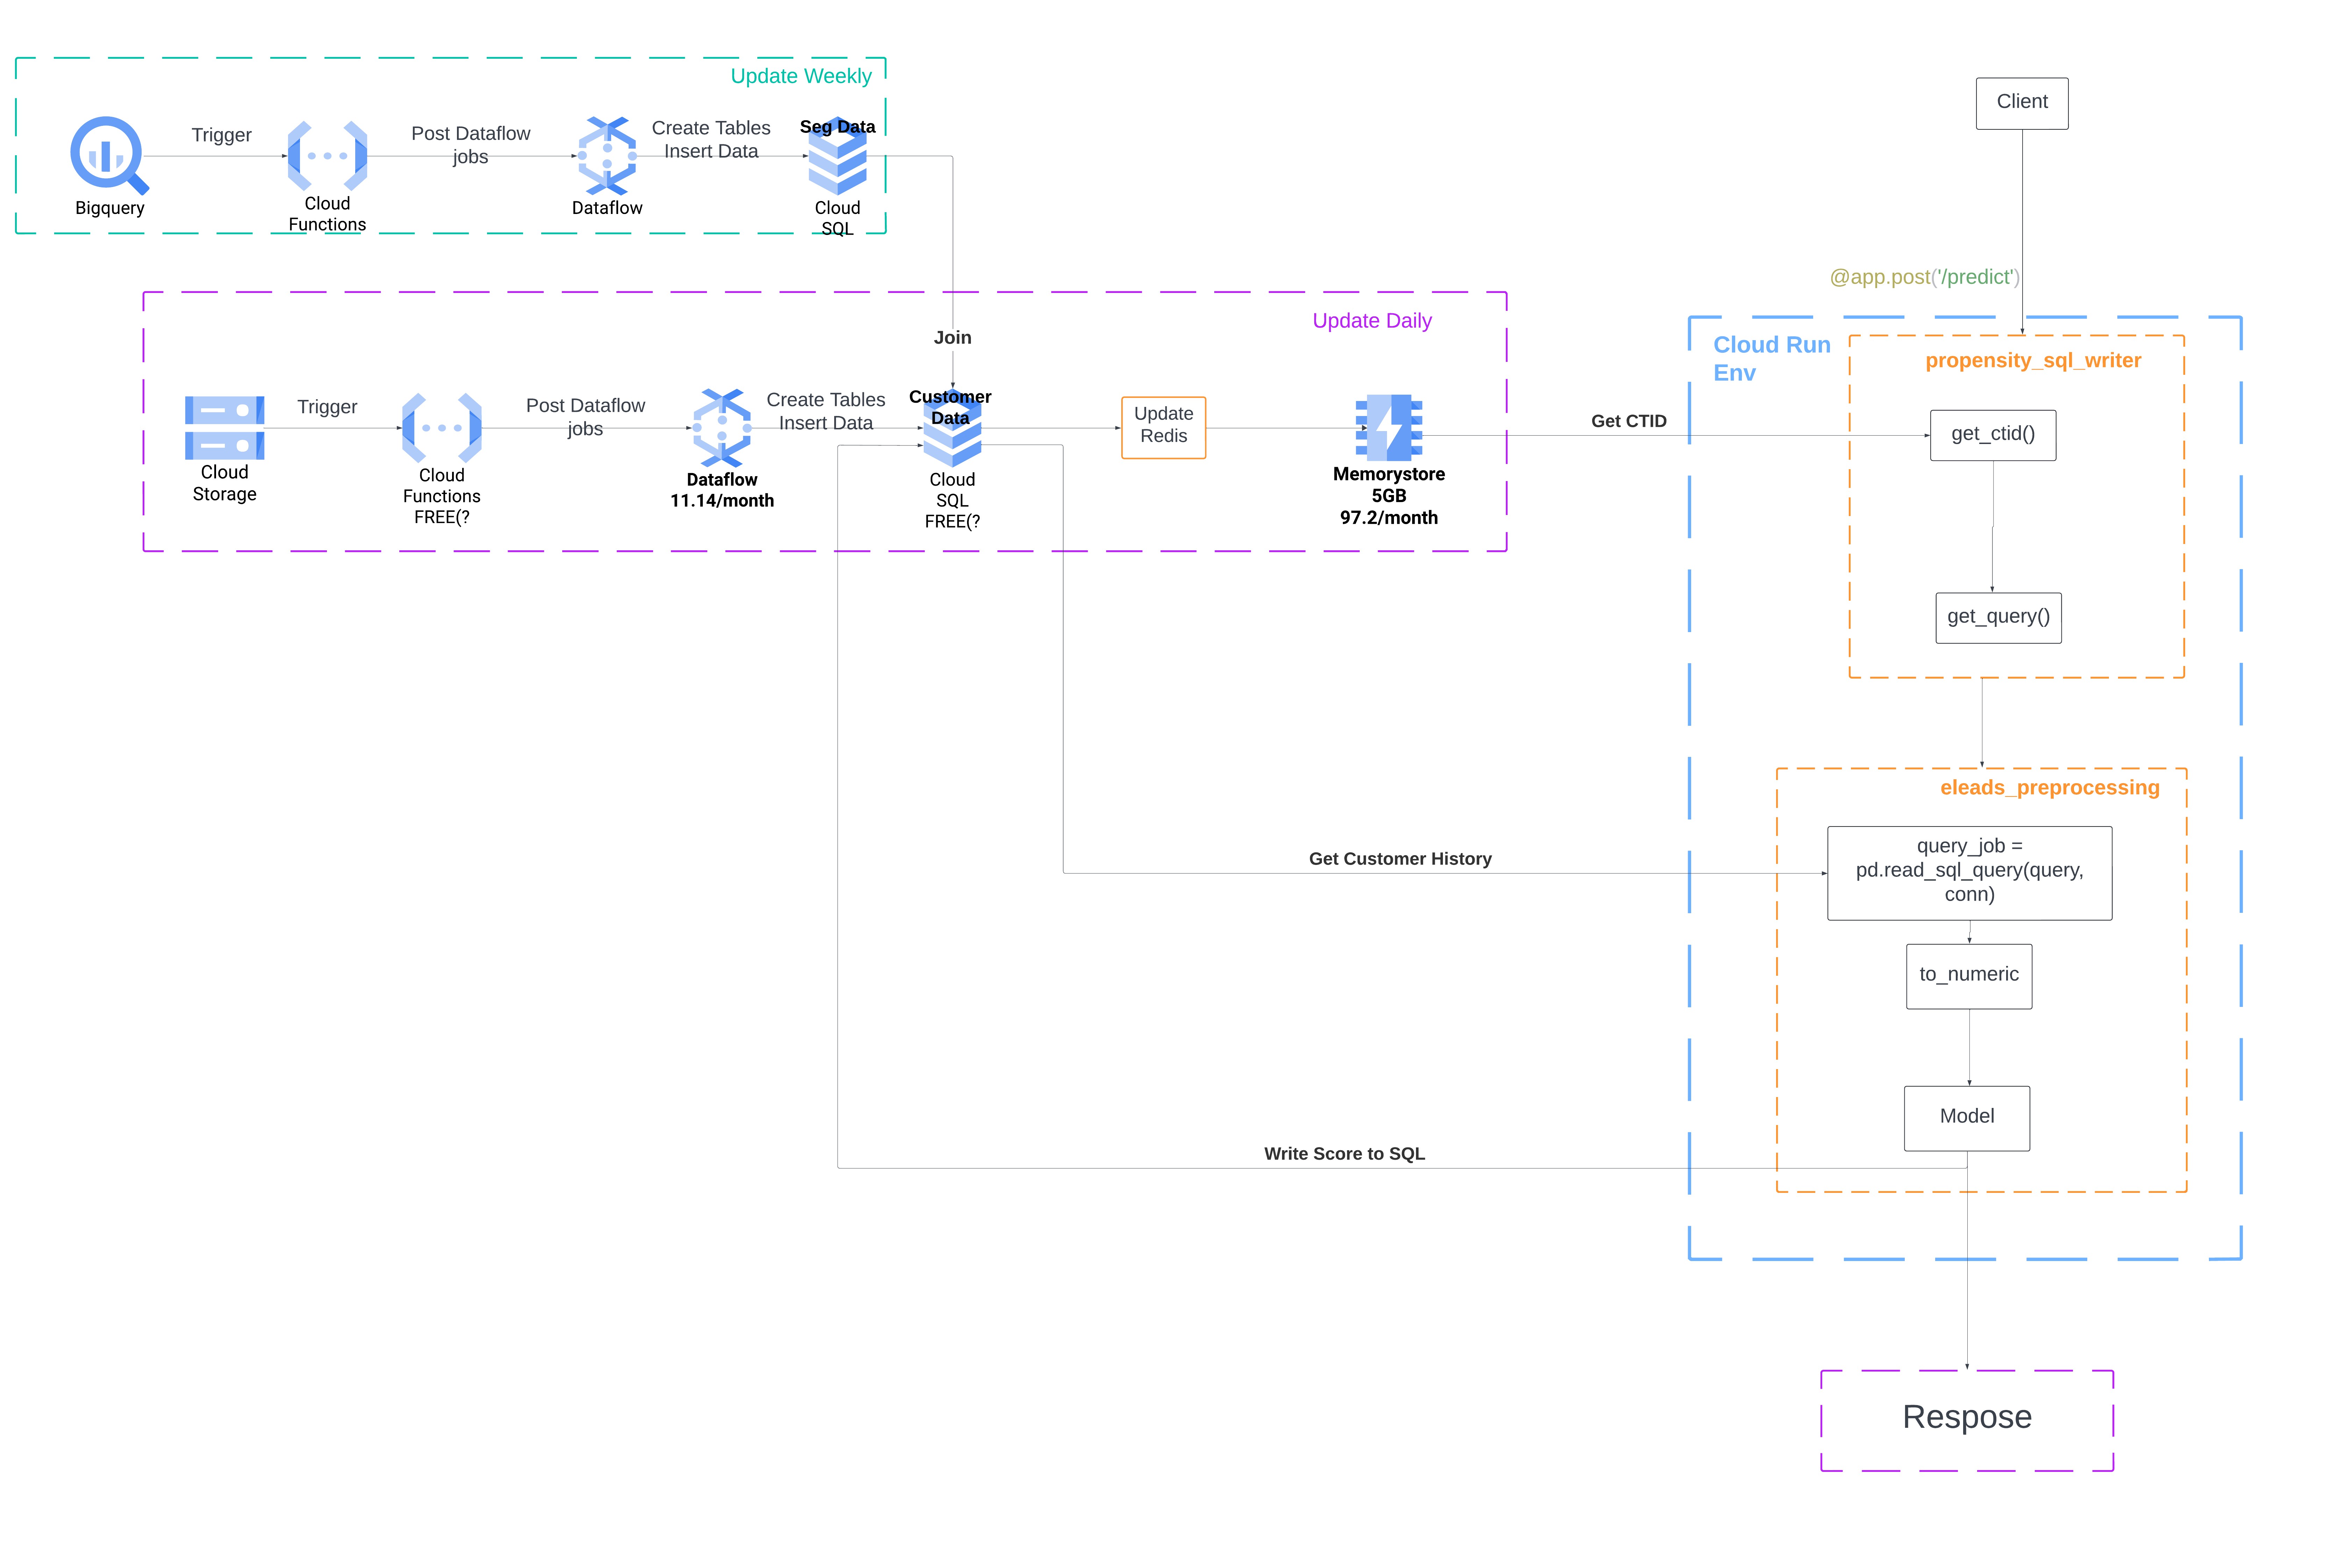 Update Weekly
Trigger
Post Dataflow
jobs
Create Tables
Insert Data
Seg Data
Bigquery
Cloud
Functions
Dataflow
Cloud
SQL
Client
@app.post('/predict')
Update Daily
Join
Trigger
Post Dataflow
jobs
Create Tables
Insert Data
Customer
Data
Update
Redis
Cloud
Storage
Cloud
Functions
FREE(?
Dataflow
11.14/month
Cloud
SQL
FREE(?
Memorystore
5GB
97.2/month
Get CTID
Cloud Run
Env
propensity_sql_writer
get_ctid()
get_query()
eleads_preprocessing
query_job =
pd.read_sql_query(query,
conn)
Get Customer History
to_numeric
Model
Write Score to SQL
Respose